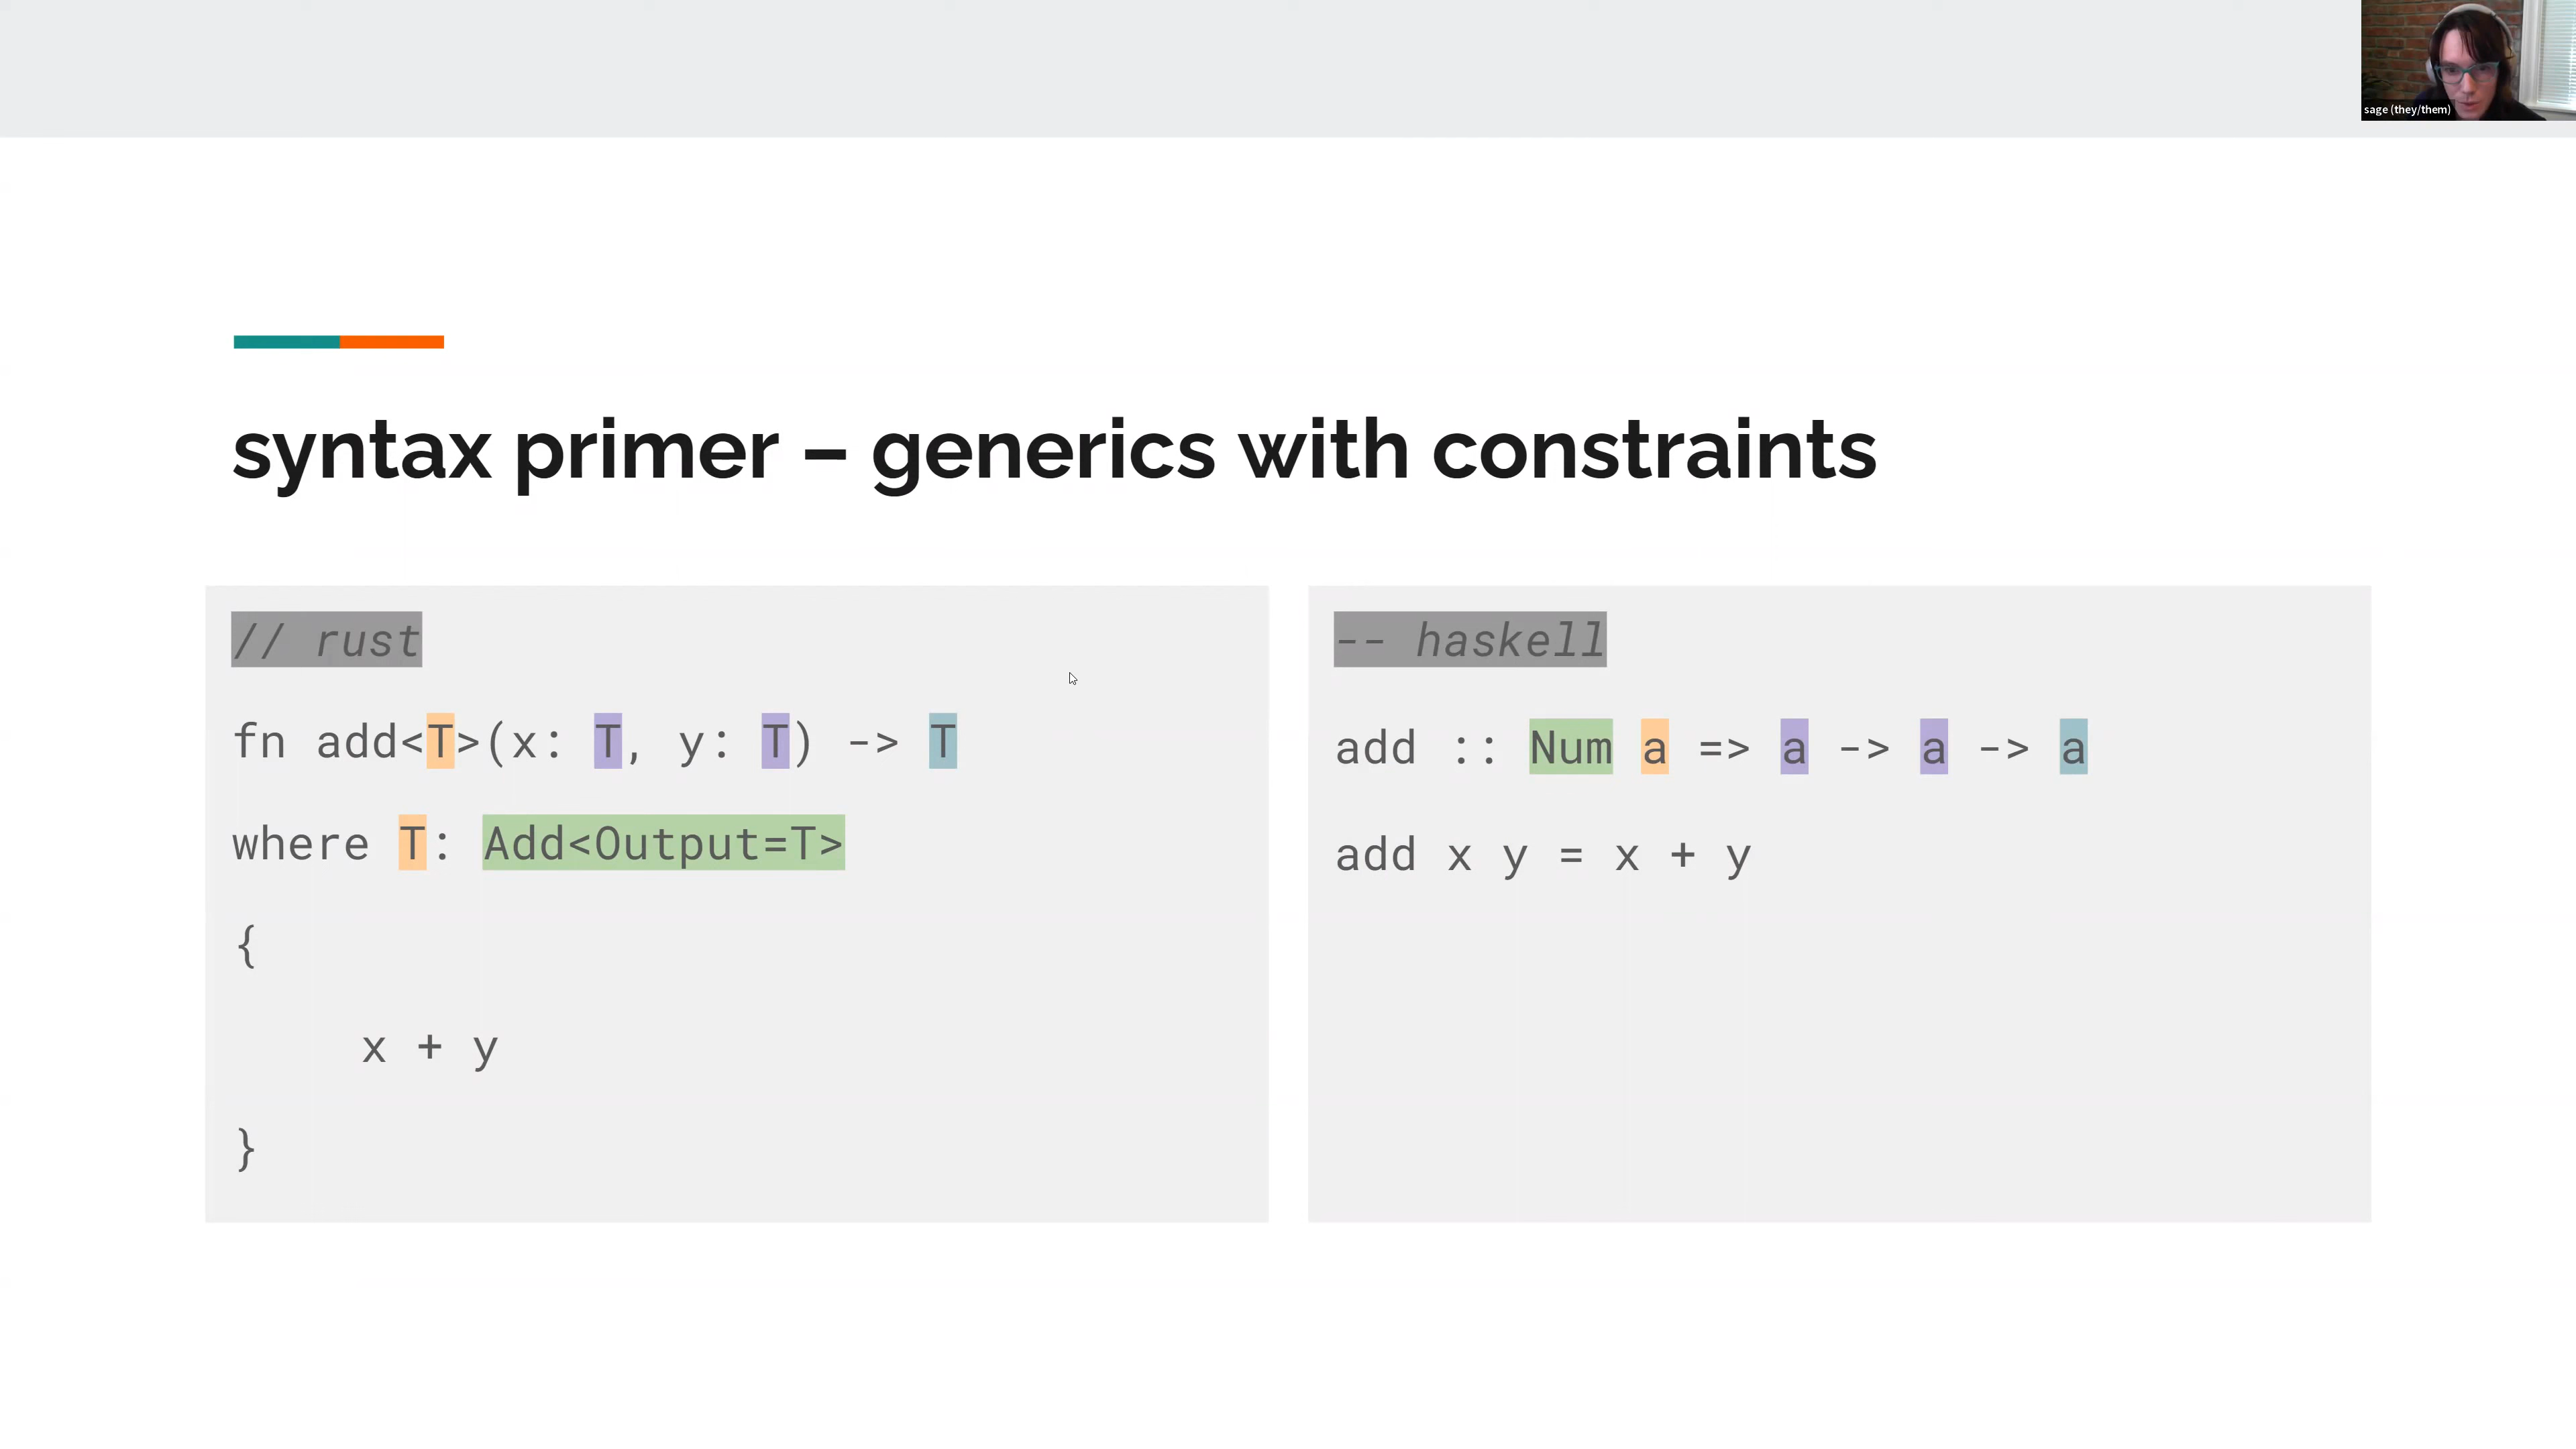 sage (they/them)
syntax primer – generics with constraints
// rust
fn add<T>(x: T, y: T) -> T
where T: Add<Output=T>
{
x + y
}
-- haskell
add :: Num a => a -> a -> a
add x y = x + y